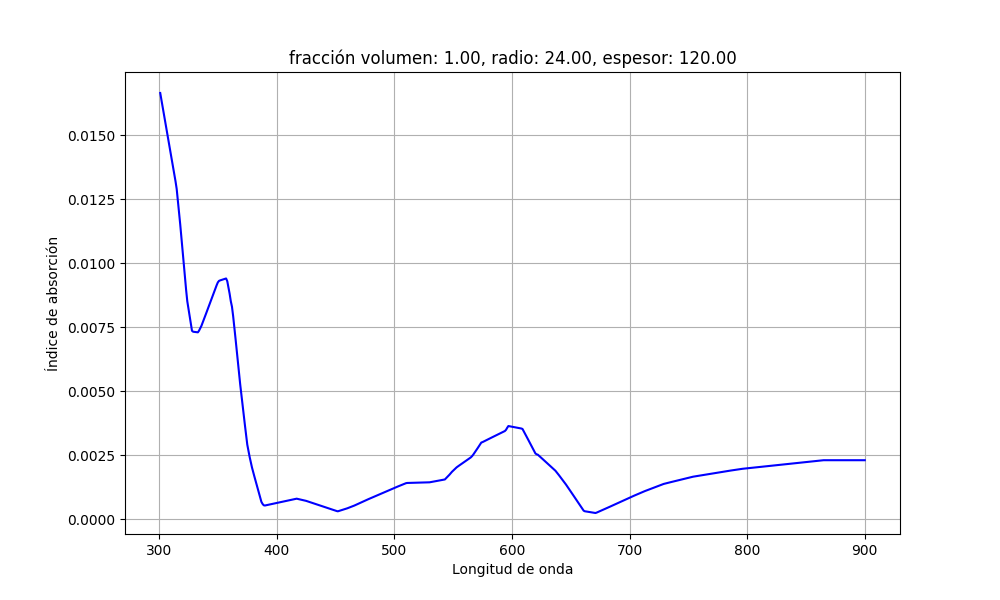 fracción volumen: 1.00, radio: 24.00, espesor: 120.00
Índice de absorción
0.0150
0.0125
0.0100
0.0075
0.0050
0.0025
0.0000
300 400 500 600 700 800 900
Longitud de onda